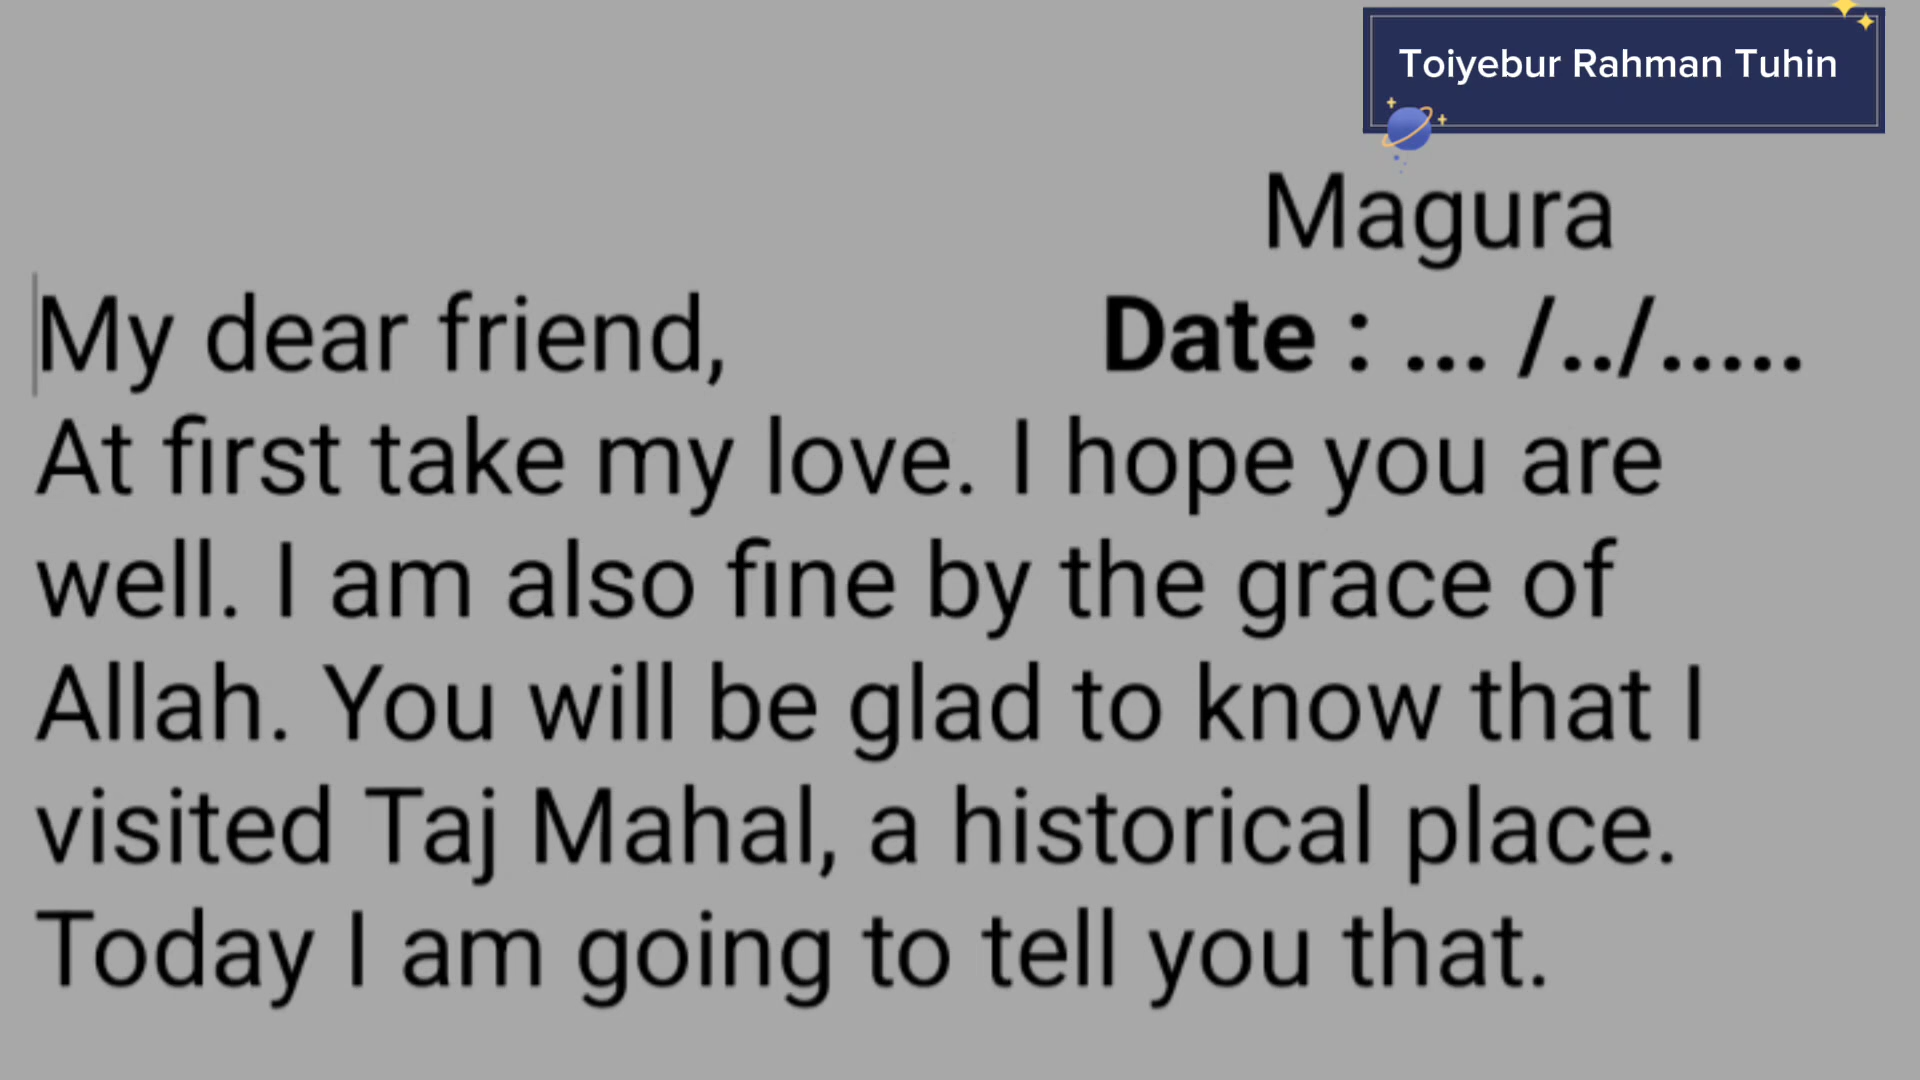 Toiyebur Rahman Tuhin
Magura
My dear friend, Date : ... /../.....
At first take my love. I hope you are
well. I am also fine by the grace of
Allah. You will be glad to know that I
visited Taj Mahal, a historical place.
Today I am going to tell you that.